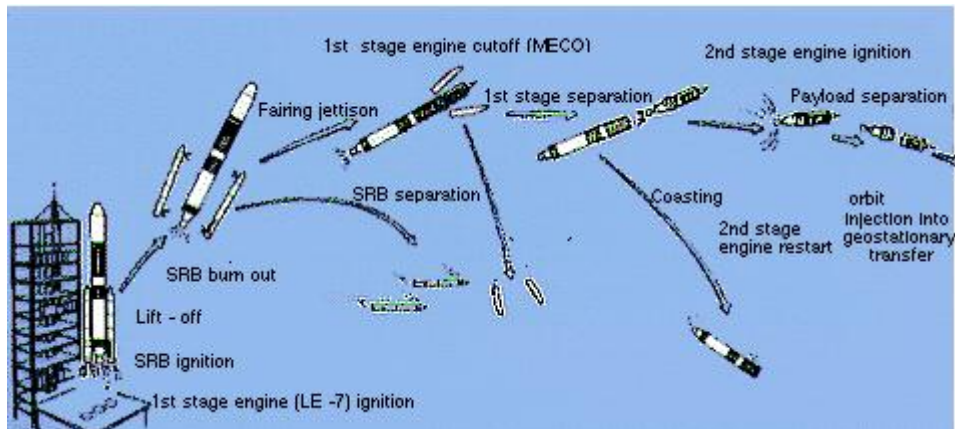 1st stage engine cutoff (MECO)
2nd stage engine ignition
Fairing jettison
1st stage separation
Payload separation
SRB separation
Coasting
orbit
injection into
geostationary
transfer
2nd stage
engine restart
SRB burn out
Lift - off
SRB ignition
1st stage engine (LE -7) ignition